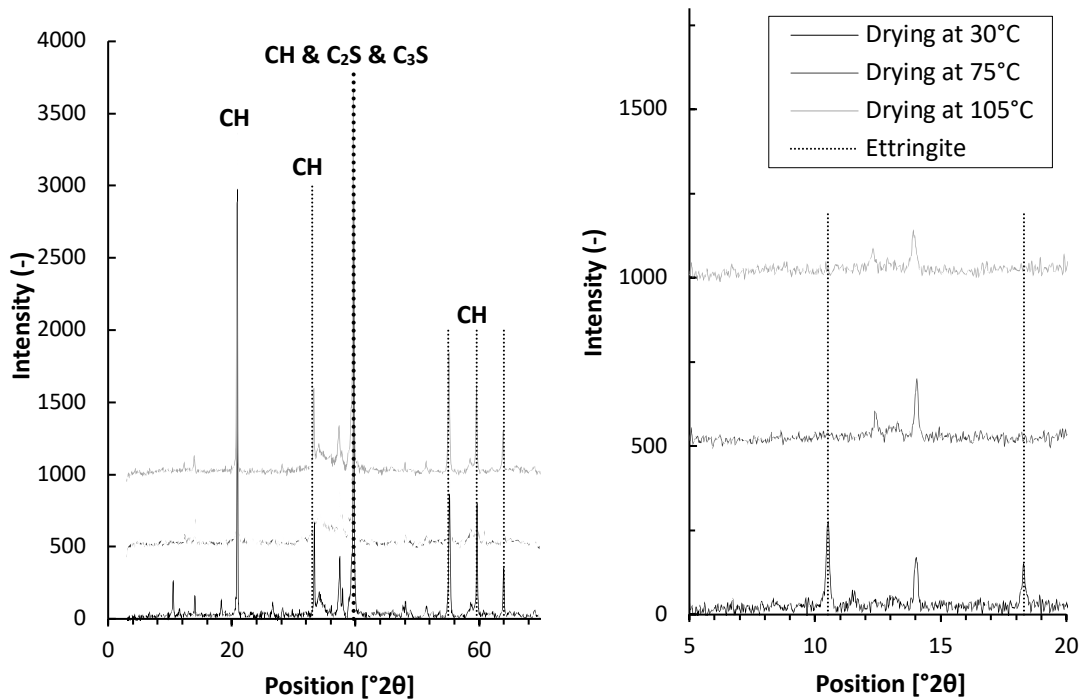 4000
3500
3000
2500
2000
1500
1000
500
0
Intensity (-)
CH & C₂S & C₃S
CH
CH
CH
0
20
40
60
Position [°2θ]
1500
1000
500
0
Intensity (-)
Drying at 30°C
Drying at 75°C
Drying at 105°C
Ettringite
5
10
15
20
Position [°2θ]